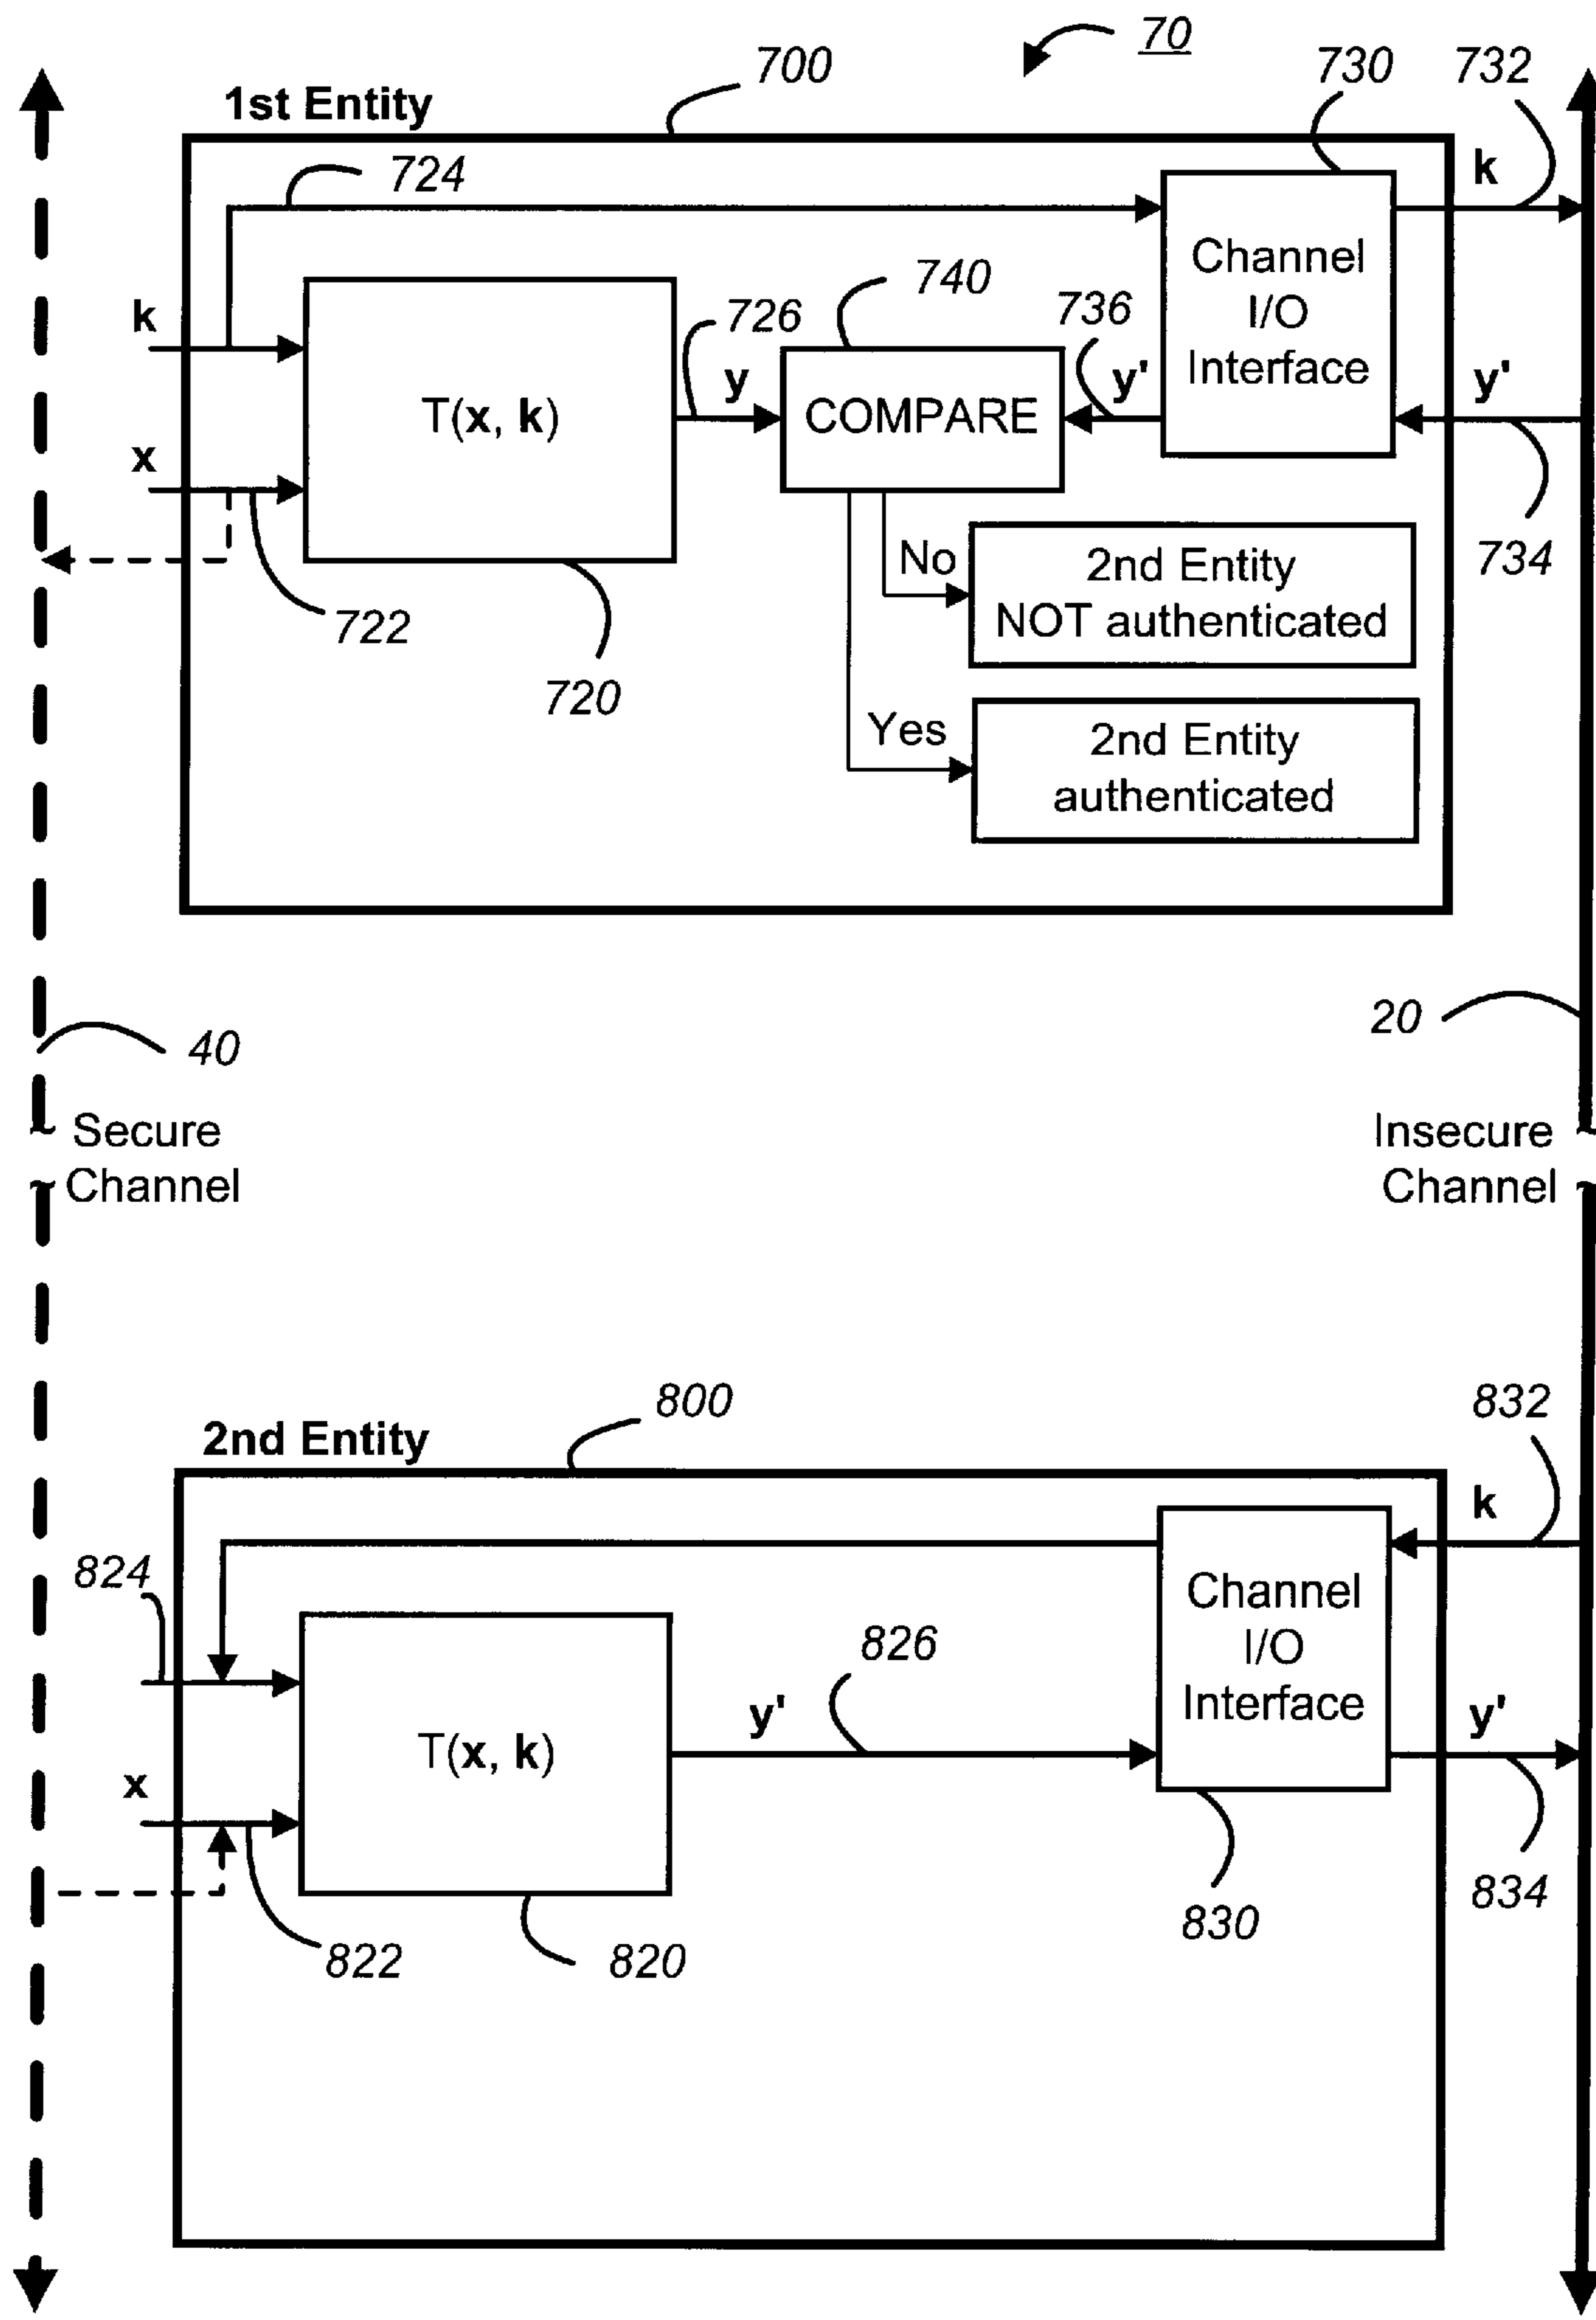 70
700
730
732
1st Entity
724
k
Channel
I/O
Interface
740
736
726
k
y
y'
y'
T(x, k)
COMPARE
x
No
2nd Entity
NOT authenticated
734
722
720
Yes
2nd Entity
authenticated
20
40
Secure
Channel
Insecure
Channel
800
832
2nd Entity
k
824
Channel
I/O
Interface
826
y'
y'
T(x, k)
x
834
830
822
820